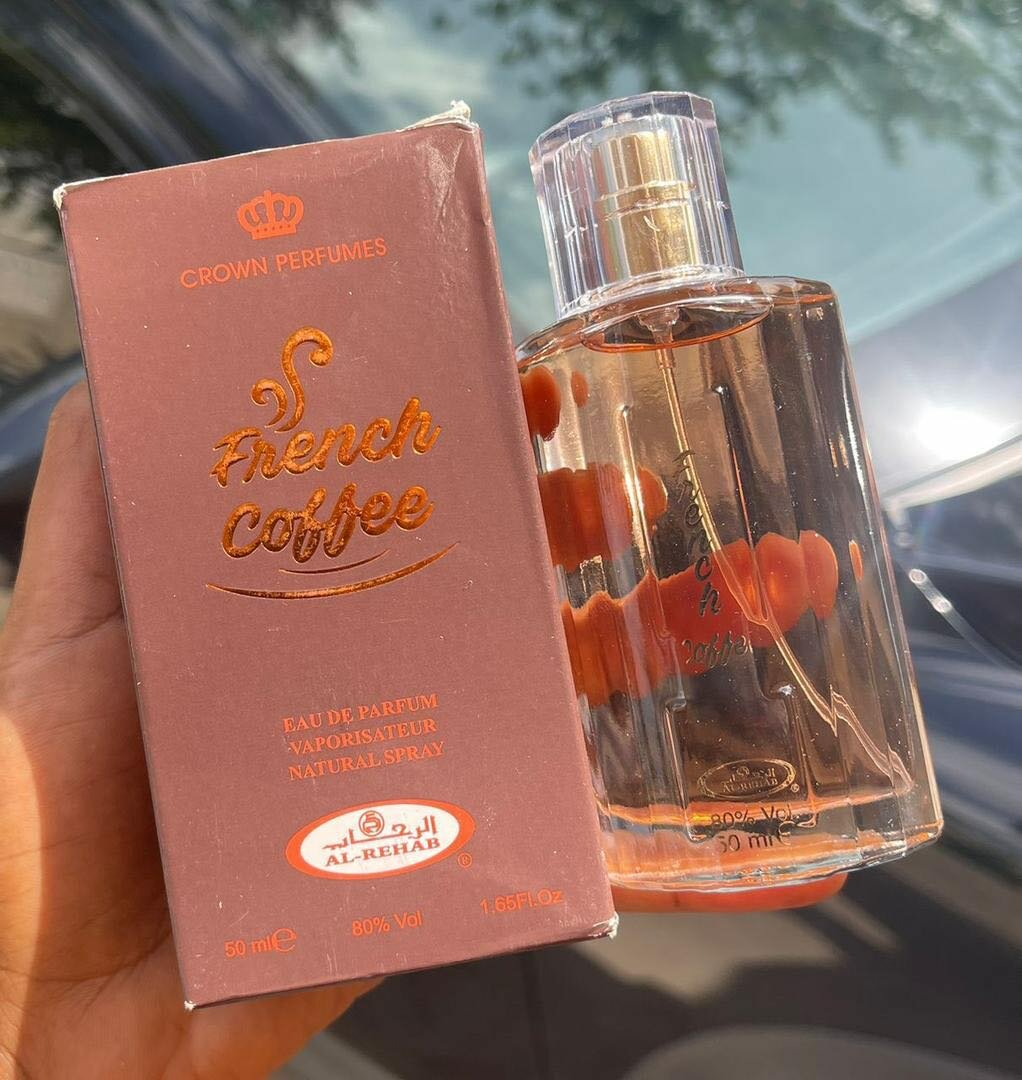 CROWN PERFUMES
French
Coffee
EAU DE PARFUM
VAPORISATEUR
NATURAL SPRAY
الرحاب
AL-REHAB
®
50 ml℮
80% Vol
1.65Fl.Oz
French
Coffee
الرحاب
AL-REHAB
®
80% Vol
50 ml℮